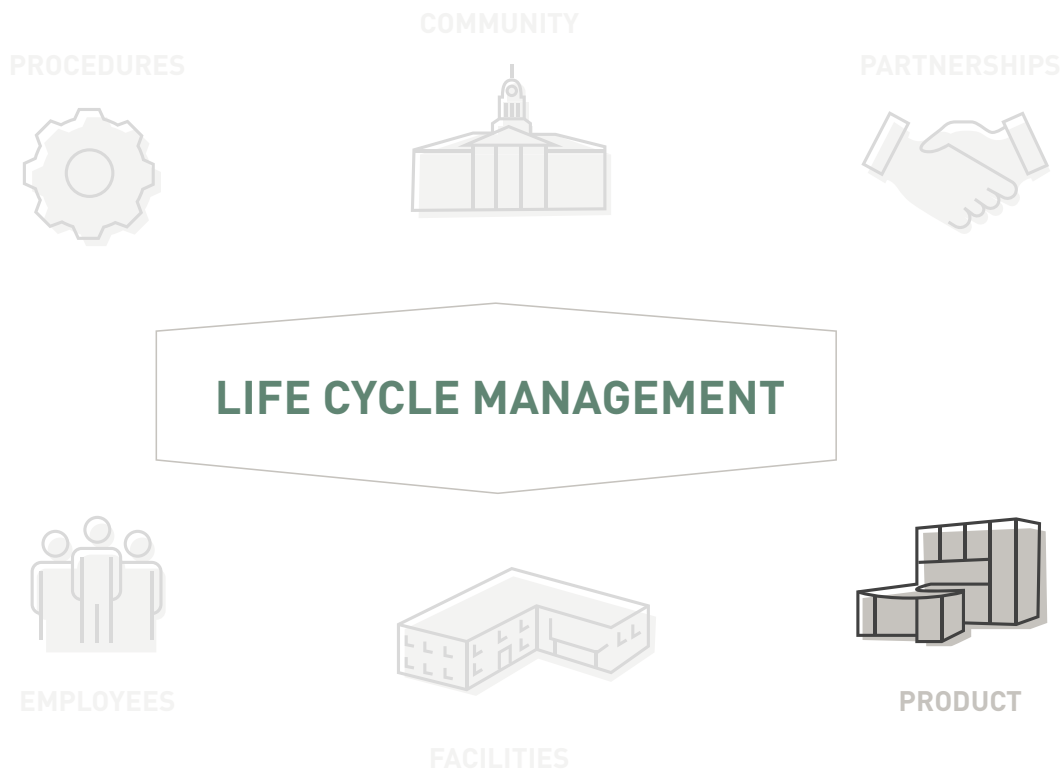 COMMUNITY
PROCEDURES
PARTNERSHIPS
LIFE CYCLE MANAGEMENT
EMPLOYEES
PRODUCT
FACILITIES